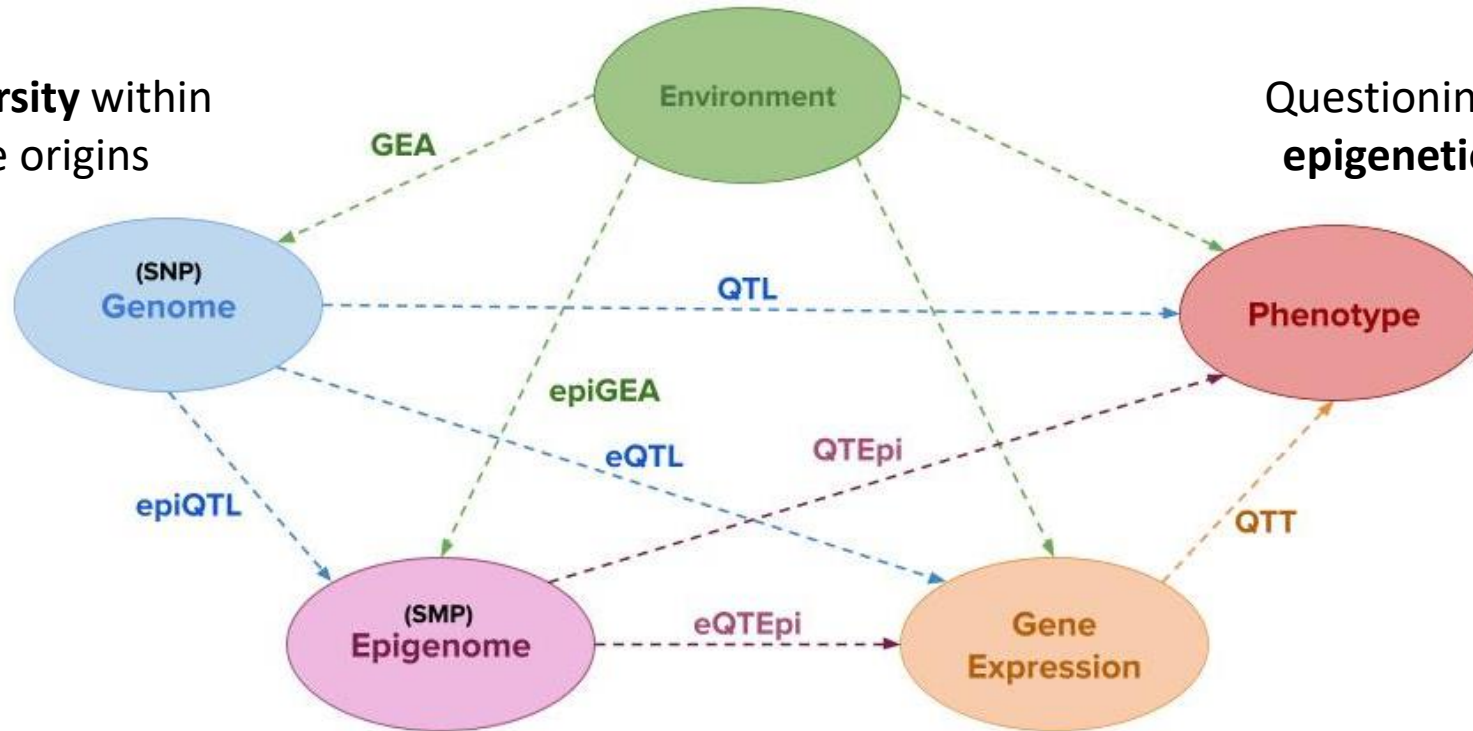 rsity within
e origins
Environment
Questionin
epigenetic
GEA
(SNP)
Genome
QTL
Phenotype
epiGEA
eQTL
QTEpi
epiQTL
QTT
(SMP)
Epigenome
eQTEpi
Gene
Expression